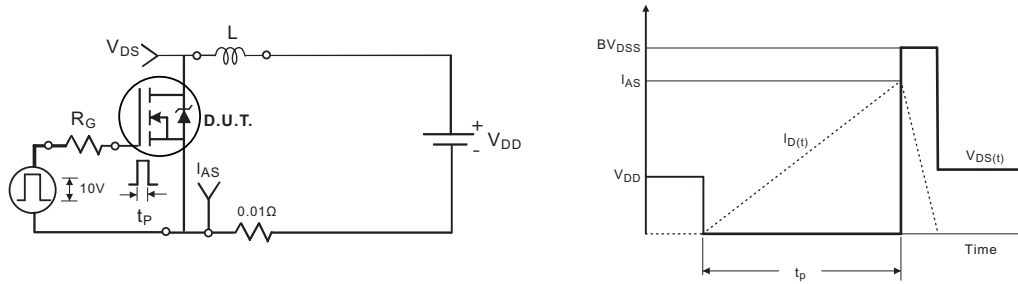 L
V_DS
R_G
D.U.T.
+
-
V_DD
10V
t_P
I_AS
0.01Ω
BV_DSS
I_AS
I_D(t)
V_DD
V_DS(t)
Time
t_p